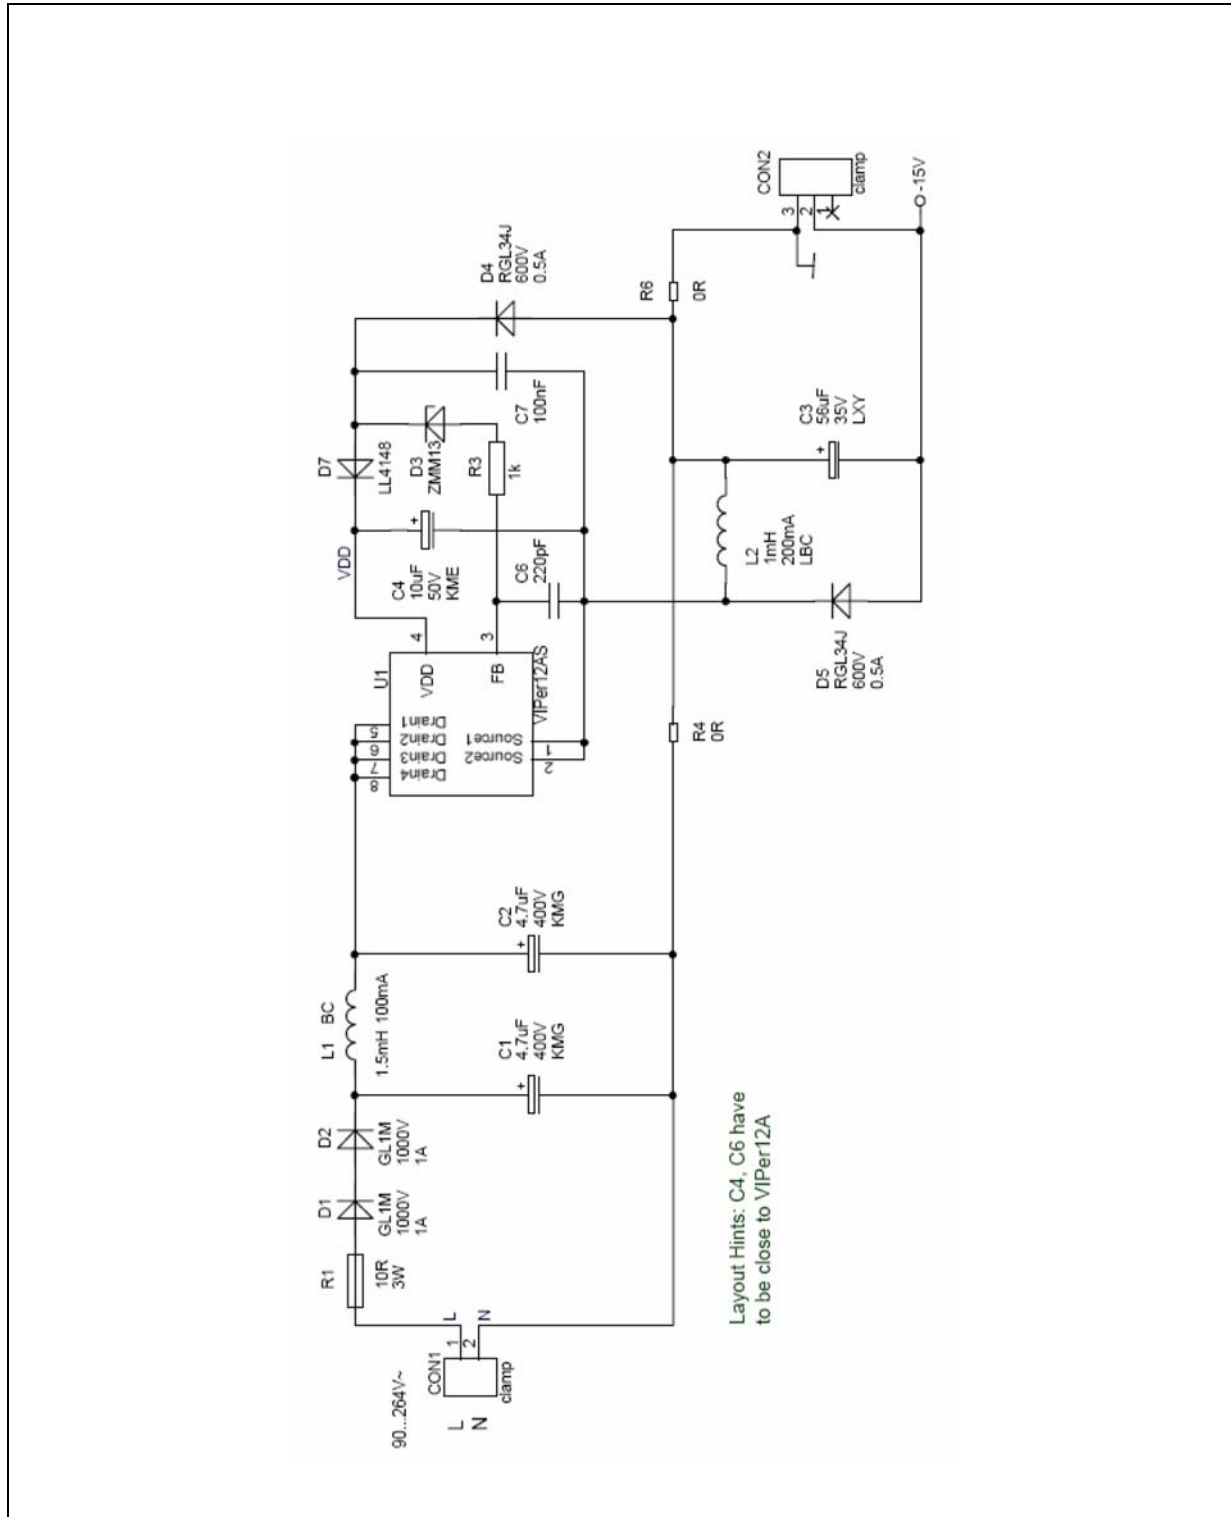 90...264V~
L
N
CON1
clamp
1
2
L
N
R1
10R
3W
D1
GL1M
1000V
1A
D2
GL1M
1000V
1A
L1 BC
1.5mH 100mA
C1
4.7uF
400V
KMG
+
C2
4.7uF
400V
KMG
+
U1
Drain1
Drain2
Drain3
Drain4
5
6
7
8
Source1
Source2
1
2
VDD
4
FB
3
VIPer12AS
VDD
C4
10uF
50V
KME
+
C6
220pF
D7
LL4148
D3
ZMM13
R3
1k
C7
100nF
D4
RGL34J
600V
0.5A
R4
0R
R6
0R
D5
RGL34J
600V
0.5A
L2
1mH
200mA
LBC
C3
56uF
35V
LXY
+
CON2
clamp
3
2
1
-15V
Layout Hints: C4, C6 have
to be close to VIPer12A